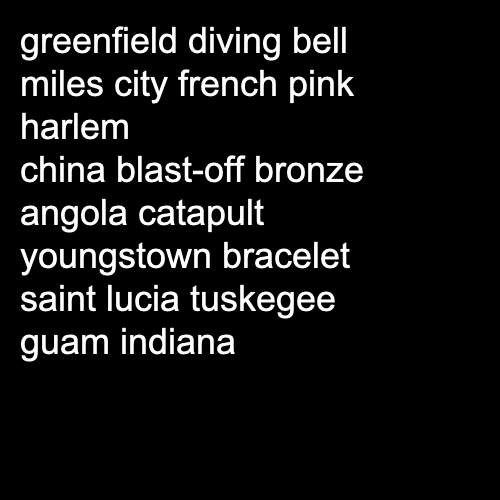 greenfield diving bell
miles city french pink
harlem
china blast-off bronze
angola catapult
youngstown bracelet
saint lucia tuskegee
guam indiana